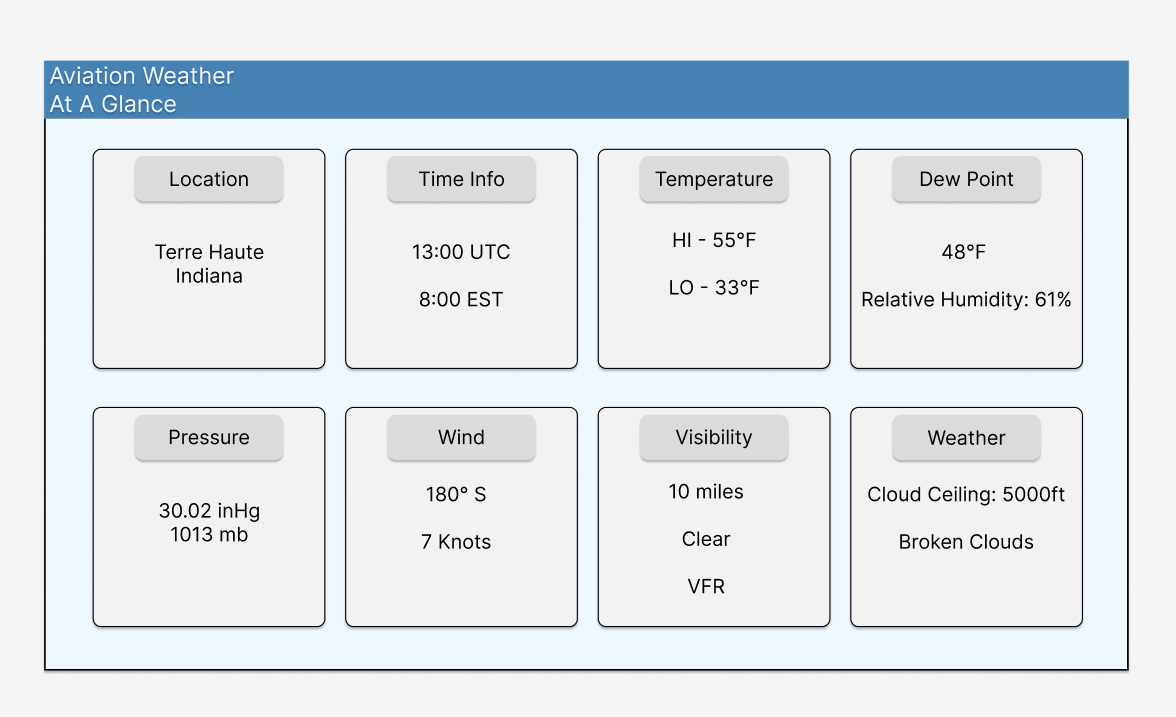 Aviation Weather
At A Glance
Location
Terre Haute
Indiana
Time Info
13:00 UTC
8:00 EST
Temperature
HI - 55°F
LO - 33°F
Dew Point
48°F
Relative Humidity: 61%
Pressure
30.02 inHg
1013 mb
Wind
180° S
7 Knots
Visibility
10 miles
Clear
VFR
Weather
Cloud Ceiling: 5000ft
Broken Clouds